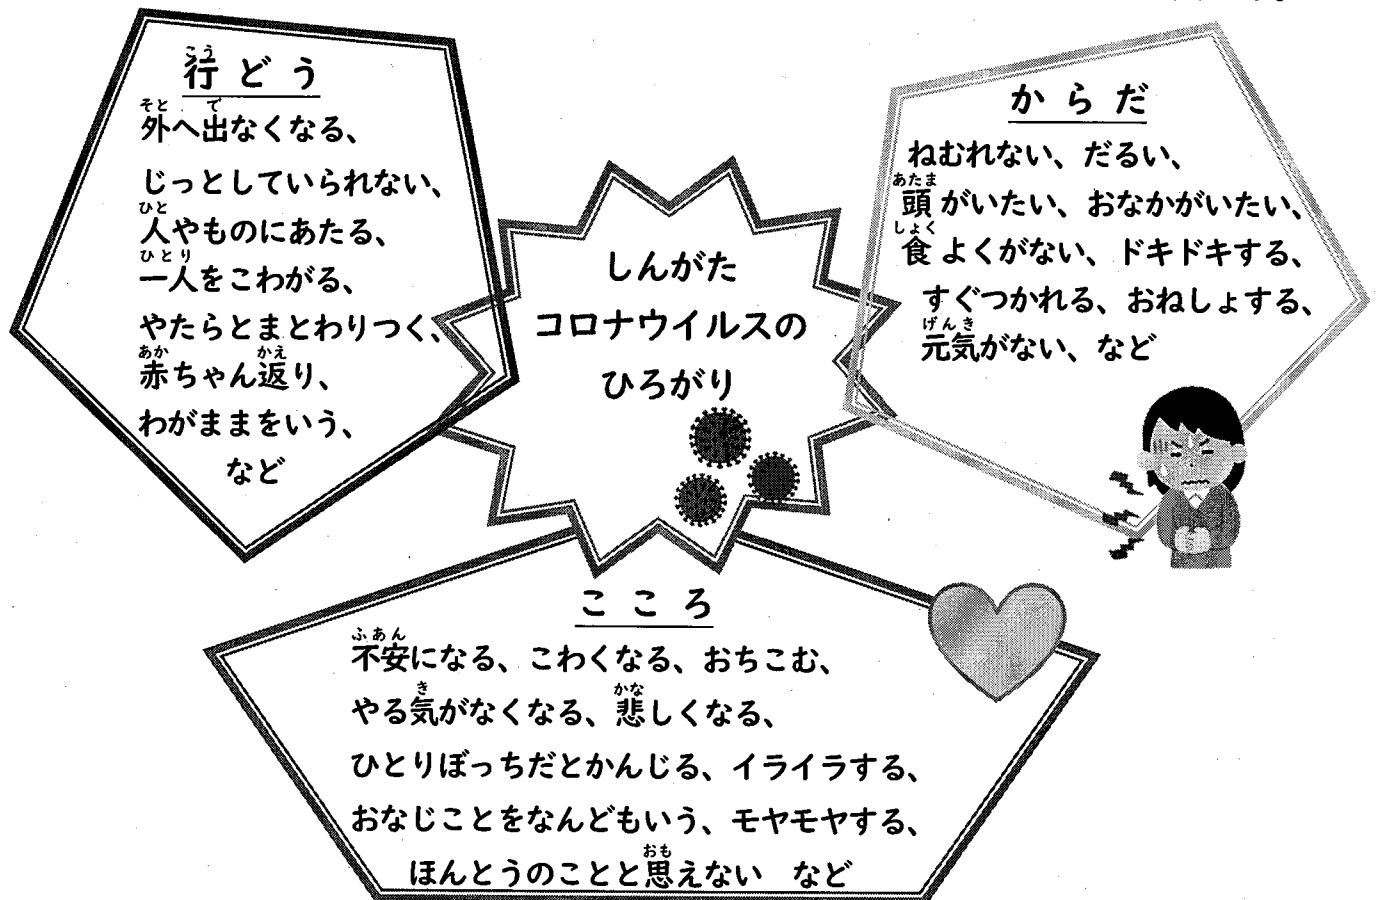 行どう
外へ出なくなる、
じっとしていられない、
人やものにあたる、
一人をこわがる、
やたらとまとわりつく、
赤ちゃん返り、
わがままをいう、
など
しんがた
コロナウイルスの
ひろがり
からだ
ねむれない、だるい、
頭がいたい、おなかがいたい、
食よくがない、ドキドキする、
すぐつかれる、おねしょする、
元気がない、など
こころ
不安になる、こわくなる、おちこむ、
やる気がなくなる、悲しくなる、
ひとりぼっちだとかんじる、イライラする、
おなじことをなんどもいう、モヤモヤする、
ほんとうのことと思えない　など